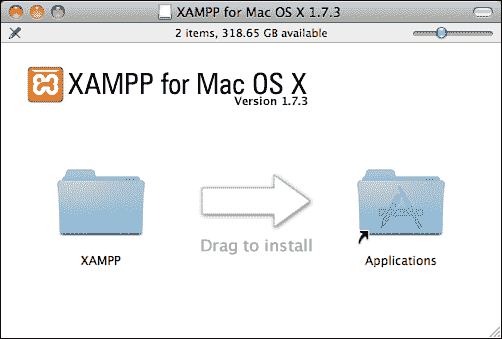 XAMPP for Mac OS X 1.7.3
2 items, 318.65 GB available
XAMPP for Mac OS X
Version 1.7.3
Drag to install
XAMPP
Applications